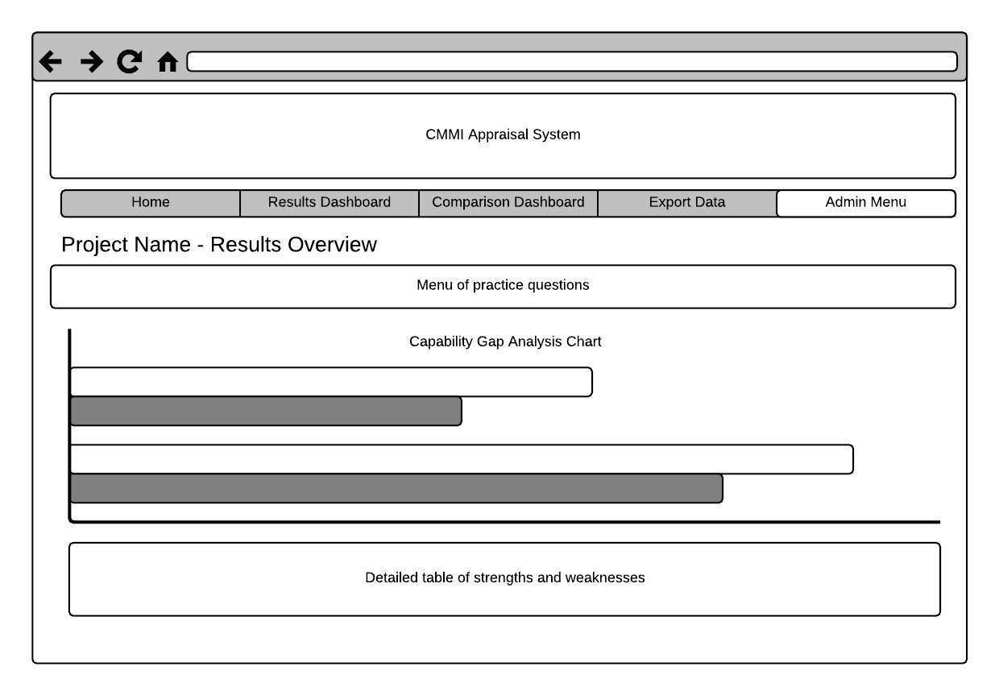 CMMI Appraisal System
Home Results Dashboard Comparison Dashboard Export Data Admin Menu
Project Name - Results Overview
Menu of practice questions
Capability Gap Analysis Chart
Detailed table of strengths and weaknesses